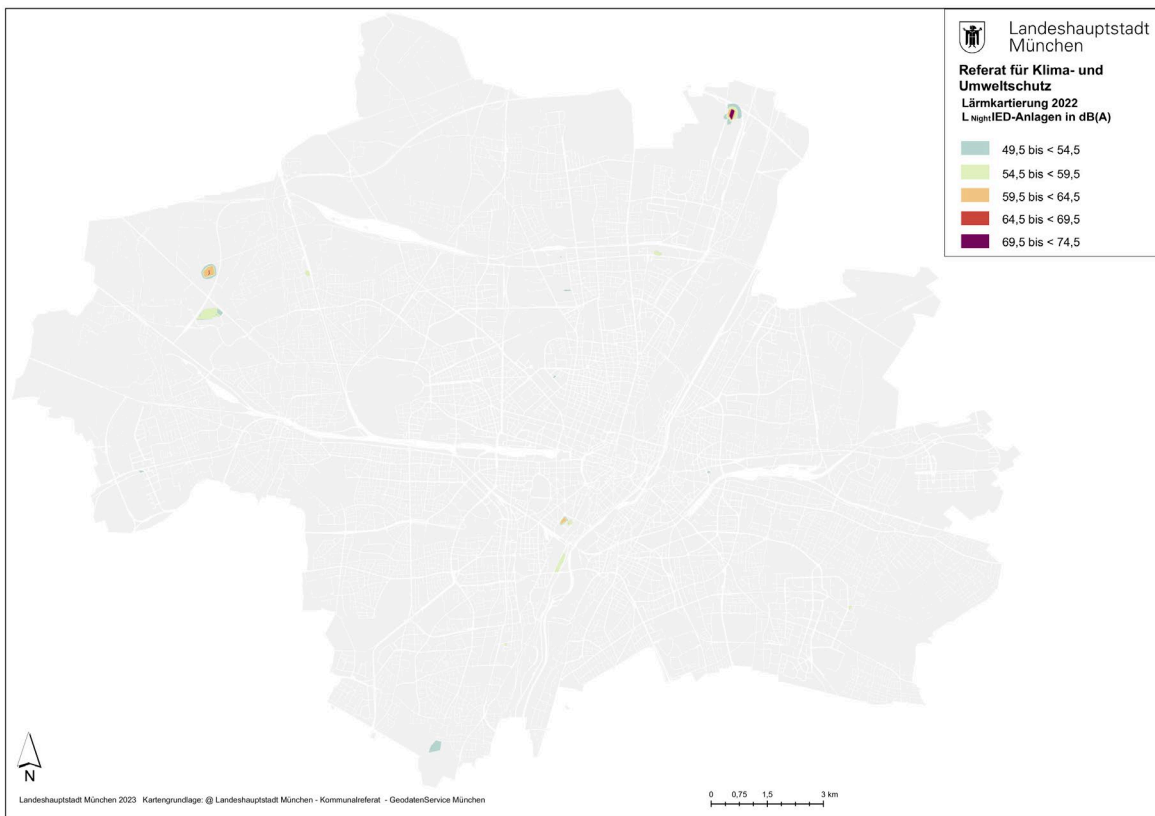 Landeshauptstadt
München
Referat für Klima- und
Umweltschutz
Lärmkartierung 2022
L Night IED-Anlagen in dB(A)
49,5 bis < 54,5
54,5 bis < 59,5
59,5 bis < 64,5
64,5 bis < 69,5
69,5 bis < 74,5
N
Landeshauptstadt München 2023 Kartengrundlage: @ Landeshauptstadt München - Kommunalreferat - GeodatenService München
0 0,75 1,5 3 km